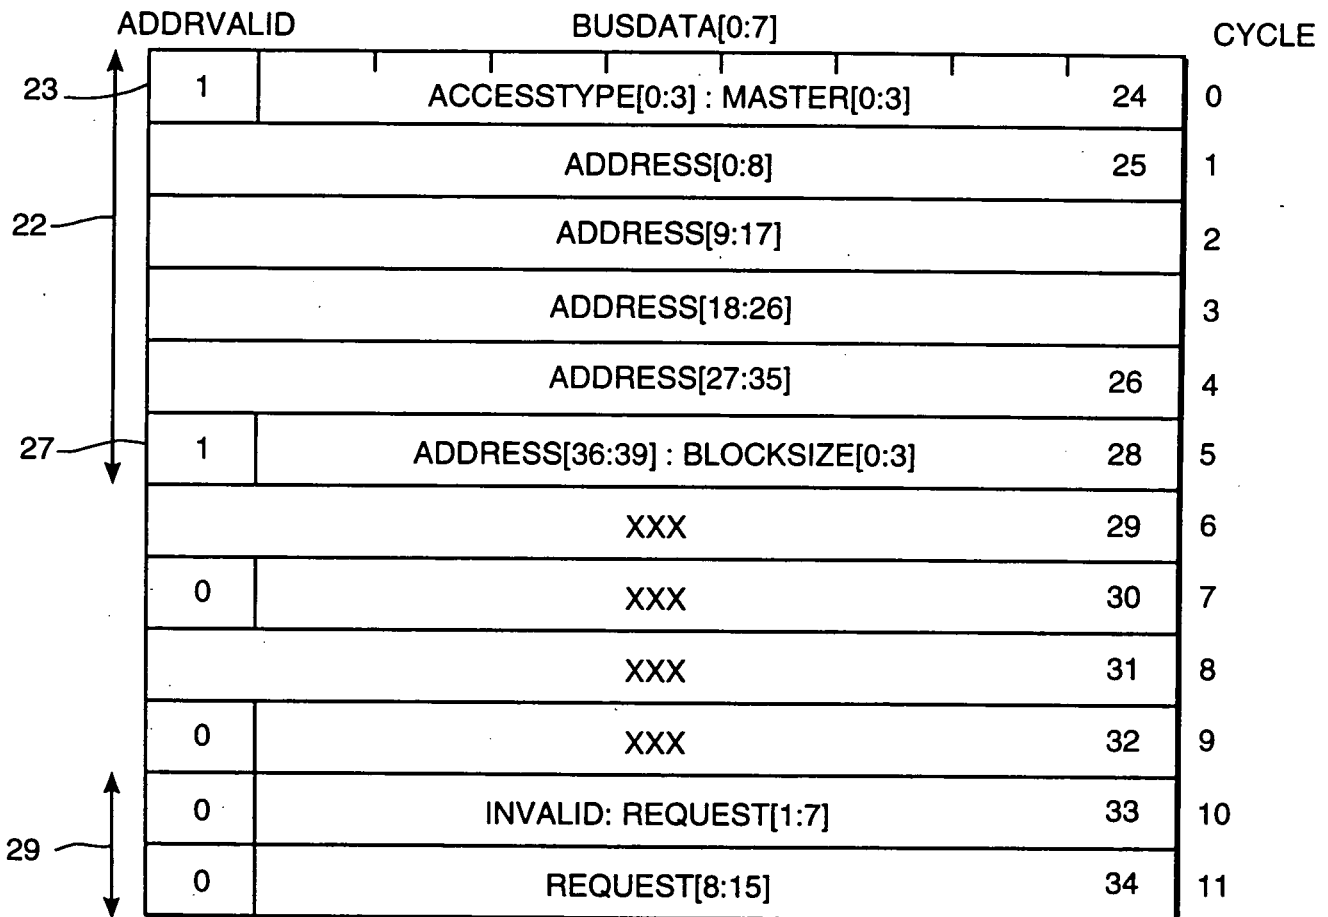 ADDRVALID BUSDATA[0:7] CYCLE
23 1 ACCESSTYPE[0:3] : MASTER[0:3] 24 0
ADDRESS[0:8] 25 1
22 ADDRESS[9:17] 2
ADDRESS[18:26] 3
ADDRESS[27:35] 26 4
27 1 ADDRESS[36:39] : BLOCKSIZE[0:3] 28 5
XXX 29 6
0 XXX 30 7
XXX 31 8
0 XXX 32 9
0 INVALID: REQUEST[1:7] 33 10
29
0 REQUEST[8:15] 34 11